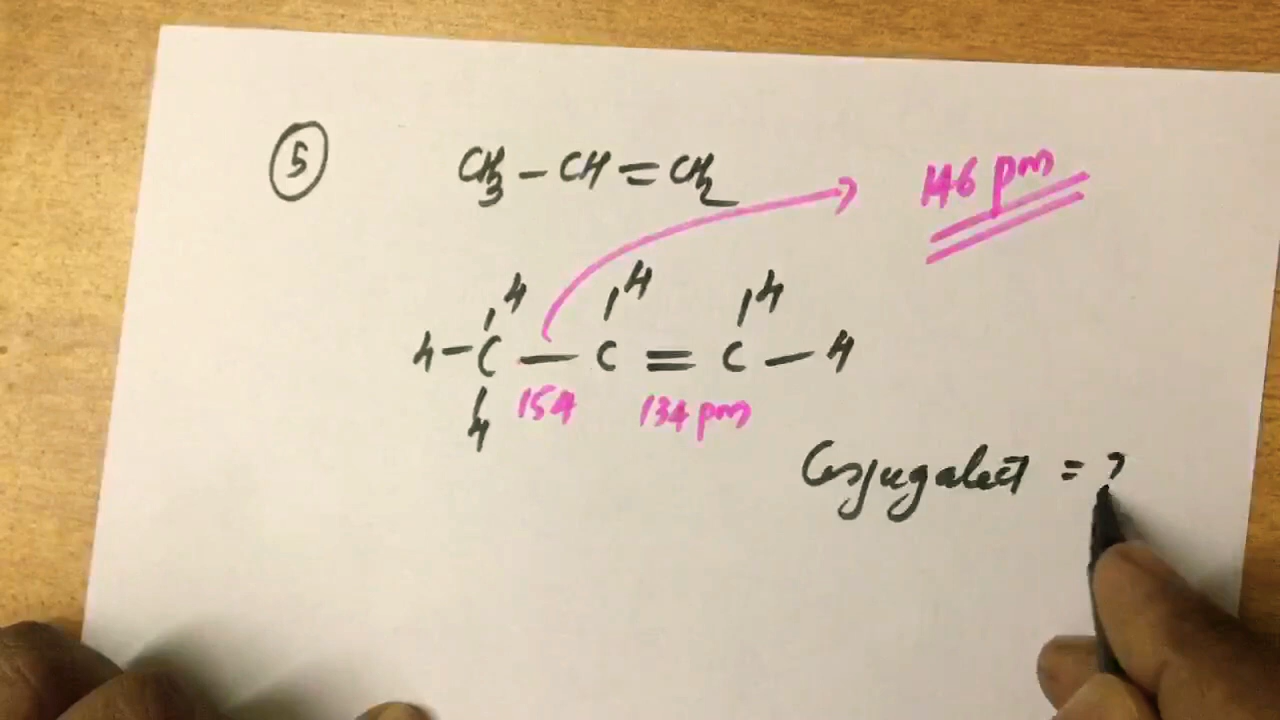 5 CH3-CH=CH2 146 pm
H H H
H-C-C=C-H
H 154 134 pm
Conjugated = ?